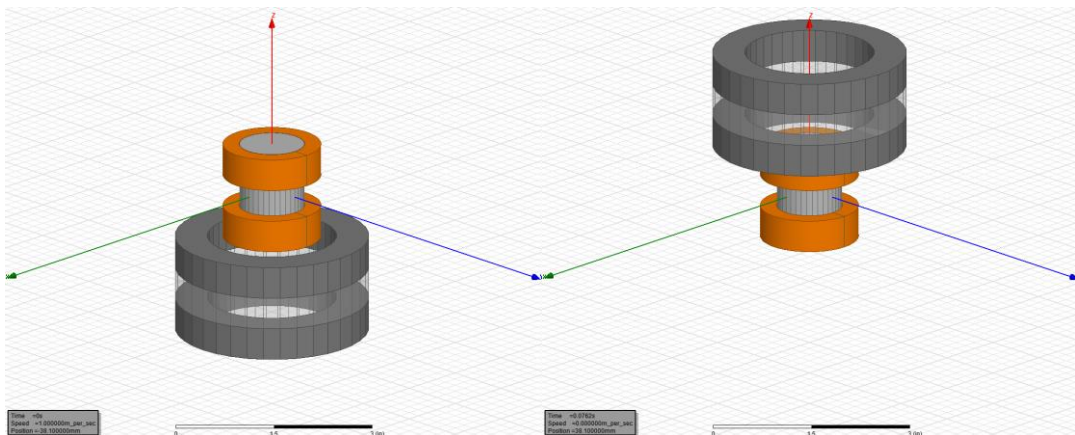 Z
Time =0s
Speed =1.000000m_per_sec
Position =-38.100000mm
0
1.5
3 (in)
Z
Time =0.0762s
Speed =0.000000m_per_sec
Position =38.100000mm
0
1.5
3 (in)